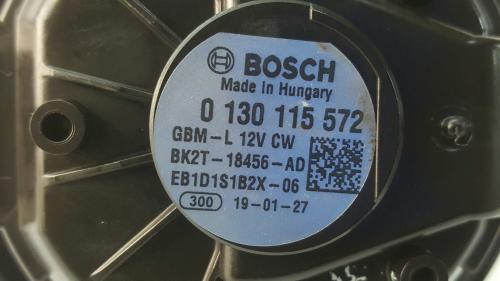 BOSCH
Made in Hungary
0 130 115 572
GBM-L 12V CW
BK2T-18456-AD
EB1D1S1B2X-06
300 19-01-27